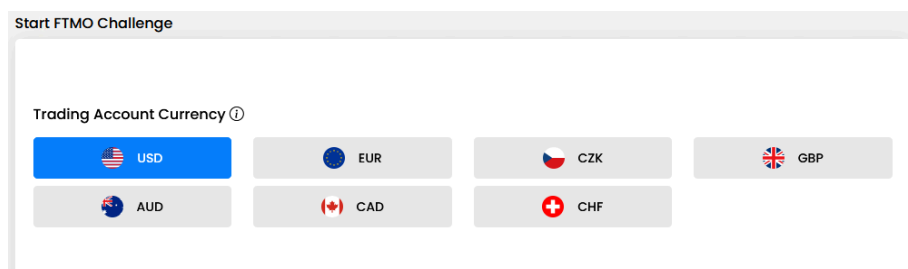 Start FTMO Challenge
Trading Account Currency
USD EUR CZK GBP
AUD CAD CHF